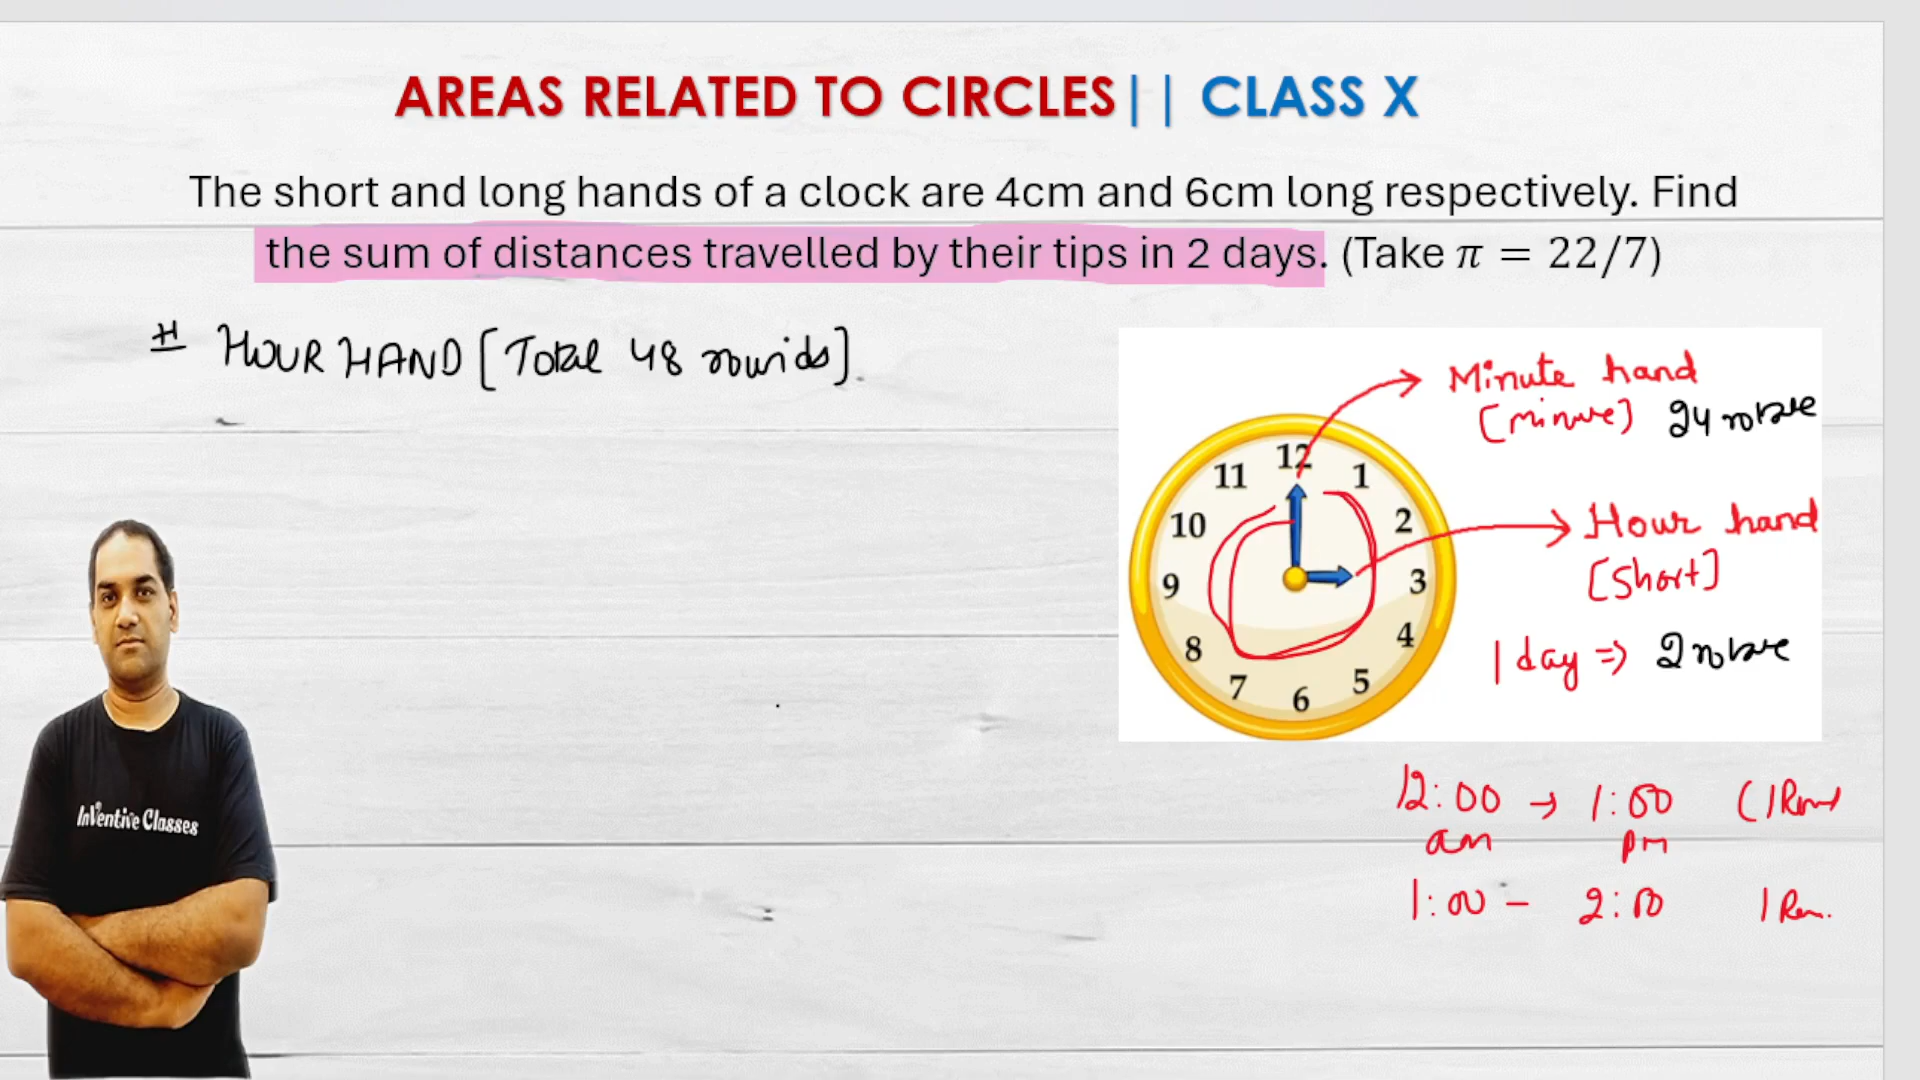 AREAS RELATED TO CIRCLES|| CLASS X
The short and long hands of a clock are 4cm and 6cm long respectively. Find
the sum of distances travelled by their tips in 2 days. (Take π = 22/7)
# HOUR HAND [Total 48 rounds].
Minute hand
[minute] 24 rotate
12
11 1
10 2
9 3
8 4
7 5
6
Hour hand
[short]
1 day => 2 rotate
InVentive Classes
12:00 → 1:00 (1
am pm
1:00 - 2:00 1